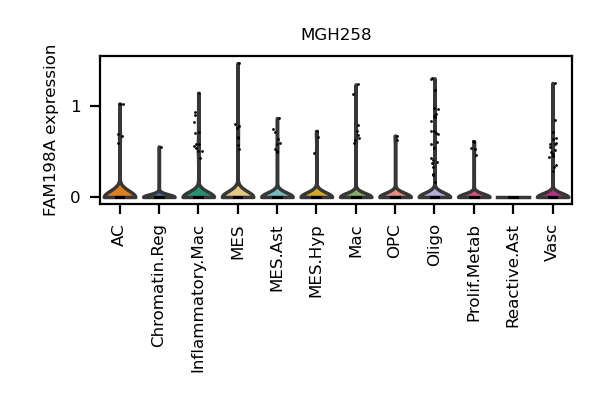 MGH258
FAM198A expression
1
0
AC
Chromatin.Reg
Inflammatory.Mac
MES
MES.Ast
MES.Hyp
Mac
OPC
Oligo
Prolif.Metab
Reactive.Ast
Vasc